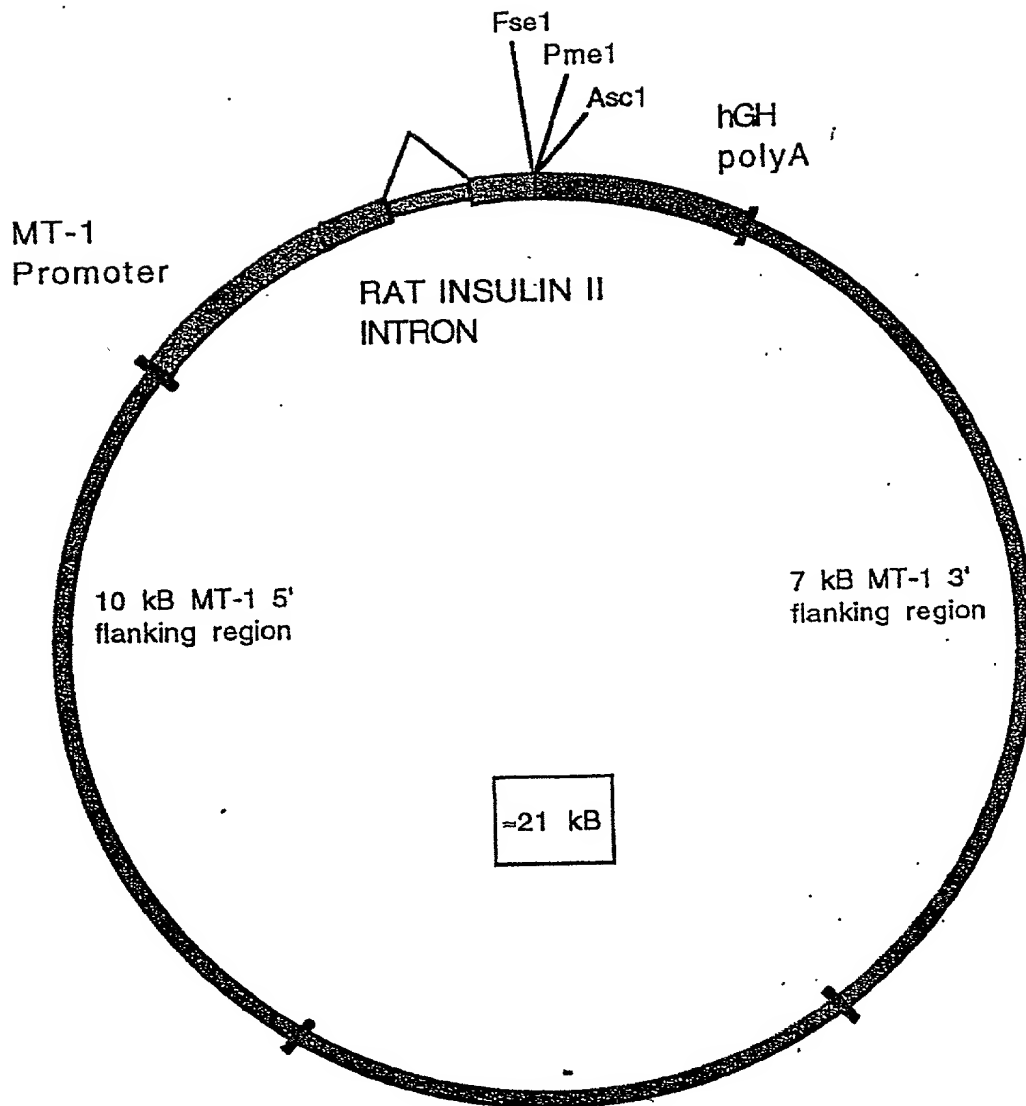 Fse1
Pme1
Asc1
hGH
polyA
MT-1
Promoter
RAT INSULIN II
INTRON
10 kB MT-1 5'
flanking region
7 kB MT-1 3'
flanking region
≈21 kB